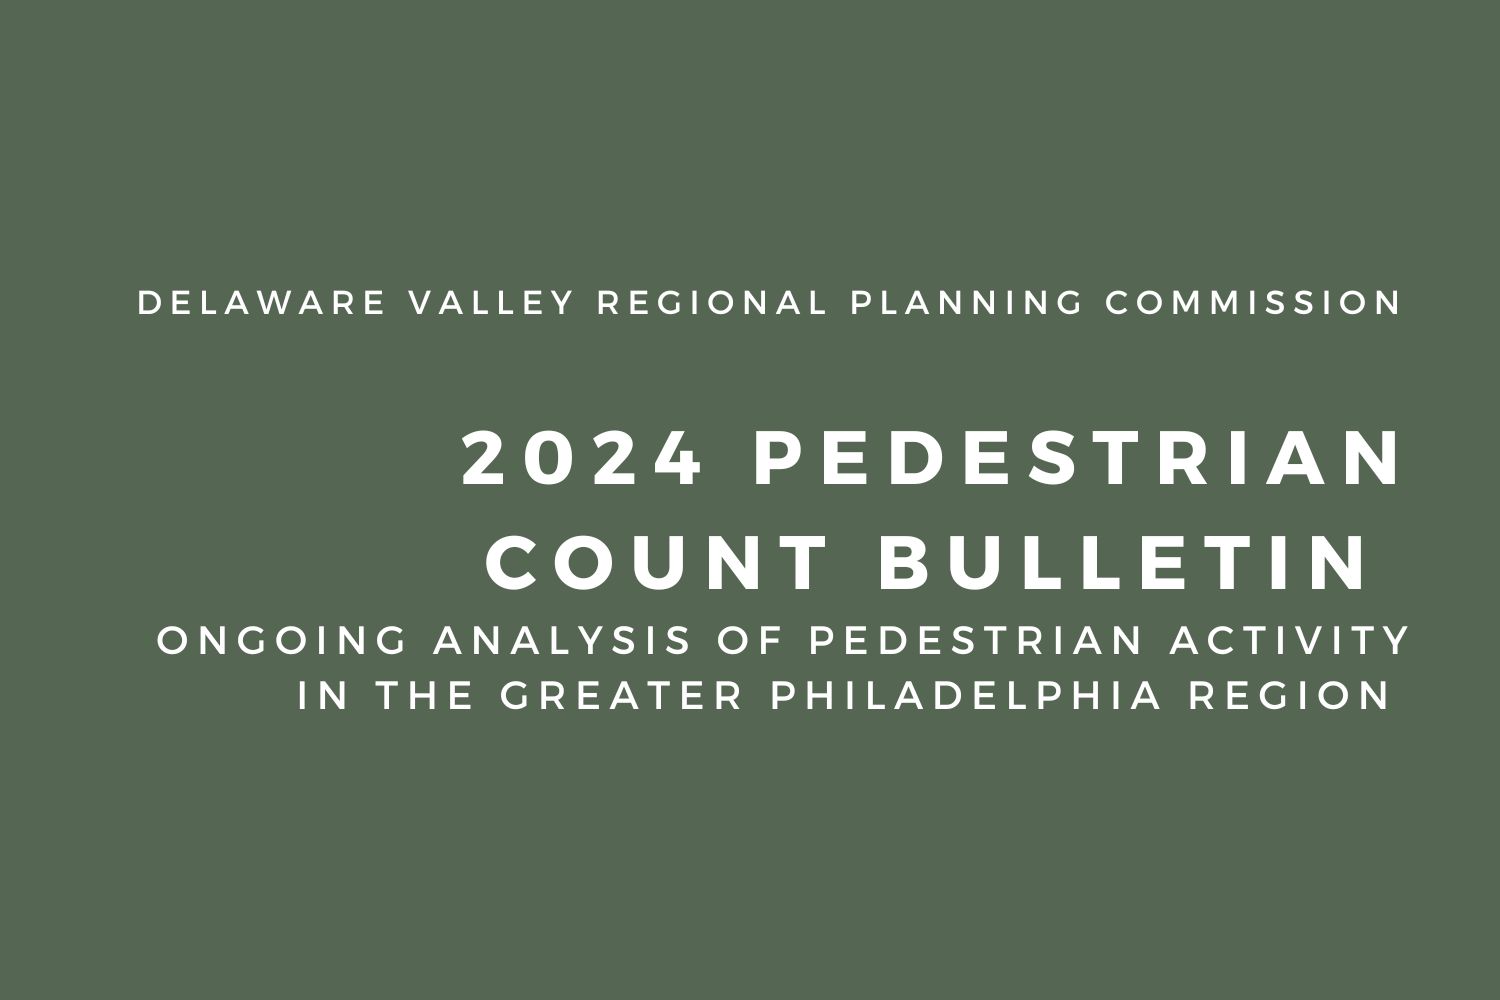 DELAWARE VALLEY REGIONAL PLANNING COMMISSION
2024 PEDESTRIAN
COUNT BULLETIN
ONGOING ANALYSIS OF PEDESTRIAN ACTIVITY
IN THE GREATER PHILADELPHIA REGION